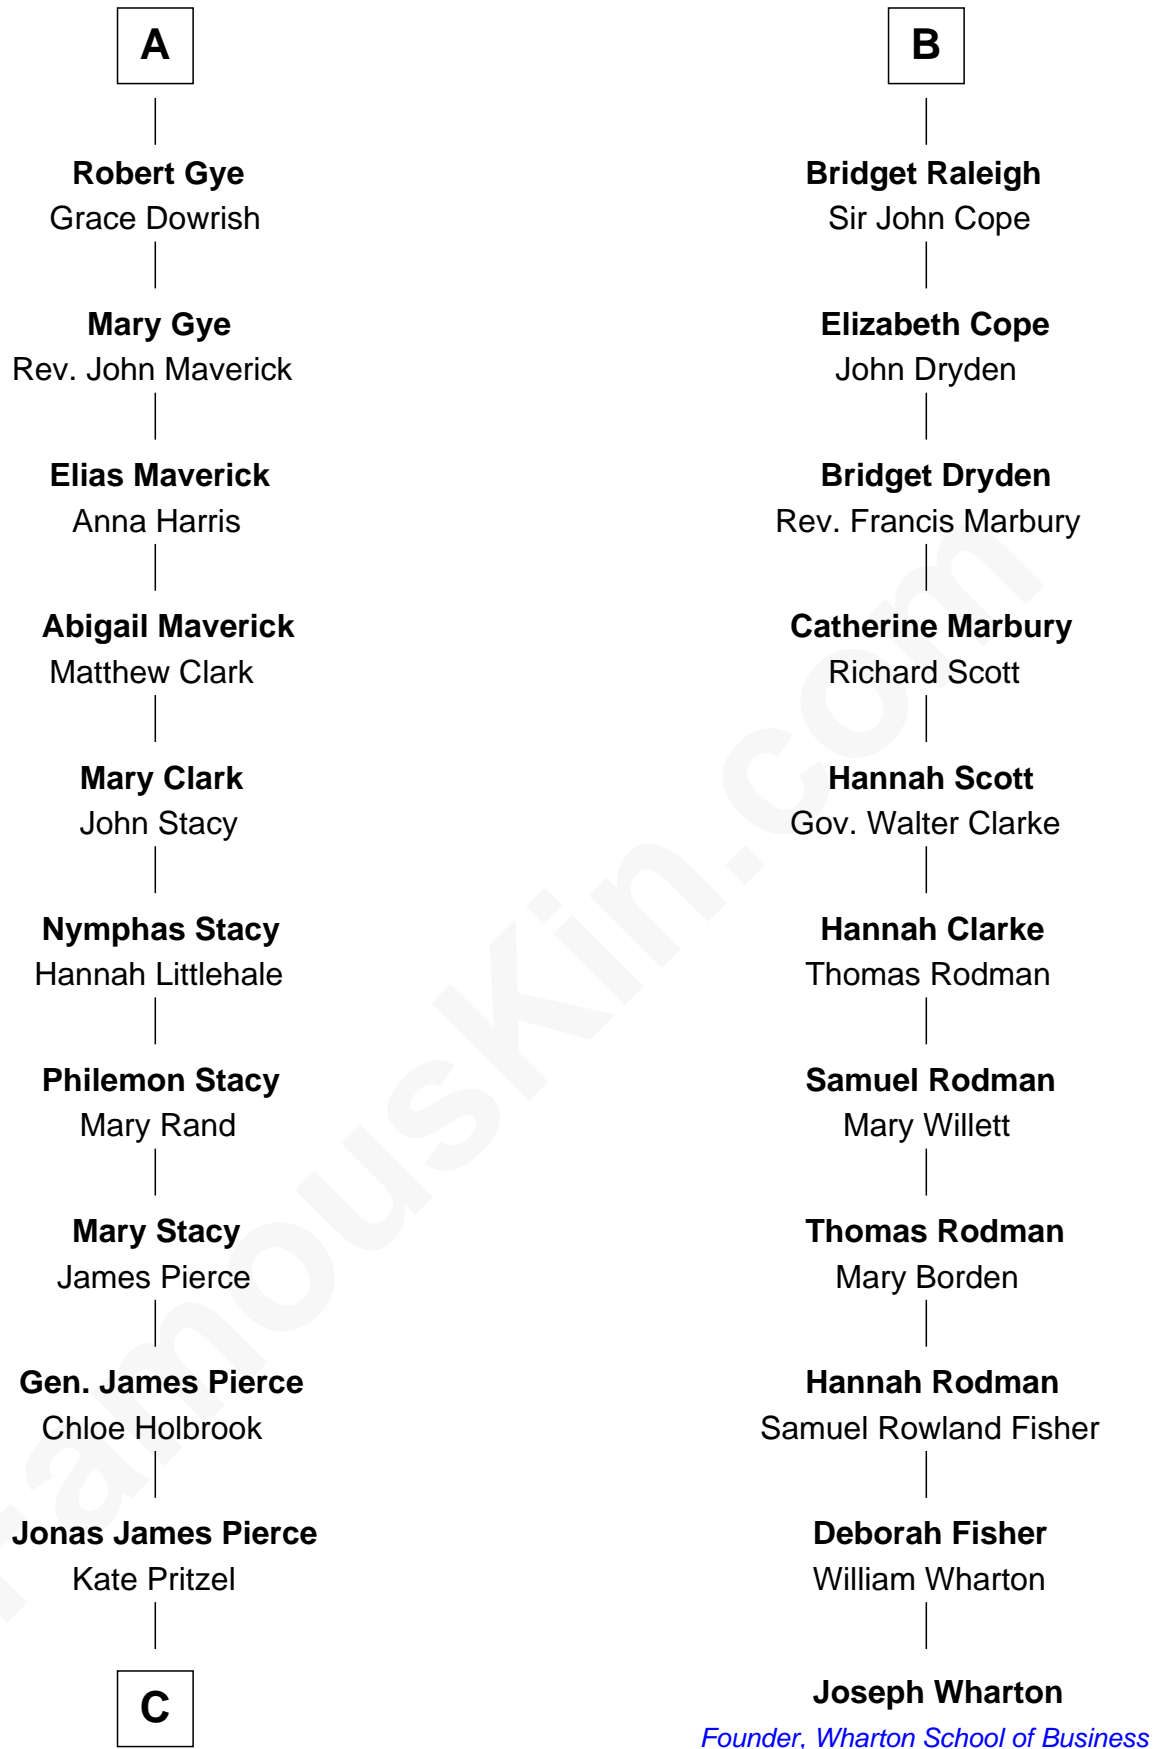 A
Robert Gye
Grace Dowrish
Mary Gye
Rev. John Maverick
Elias Maverick
Anna Harris
Abigail Maverick
Matthew Clark
Mary Clark
John Stacy
Nymphas Stacy
Hannah Littlehale
Philemon Stacy
Mary Rand
Mary Stacy
James Pierce
Gen. James Pierce
Chloe Holbrook
Jonas James Pierce
Kate Pritzel
C
B
Bridget Raleigh
Sir John Cope
Elizabeth Cope
John Dryden
Bridget Dryden
Rev. Francis Marbury
Catherine Marbury
Richard Scott
Hannah Scott
Gov. Walter Clarke
Hannah Clarke
Thomas Rodman
Samuel Rodman
Mary Willett
Thomas Rodman
Mary Borden
Hannah Rodman
Samuel Rowland Fisher
Deborah Fisher
William Wharton
Joseph Wharton
Founder, Wharton School of Business
FamousKin.com